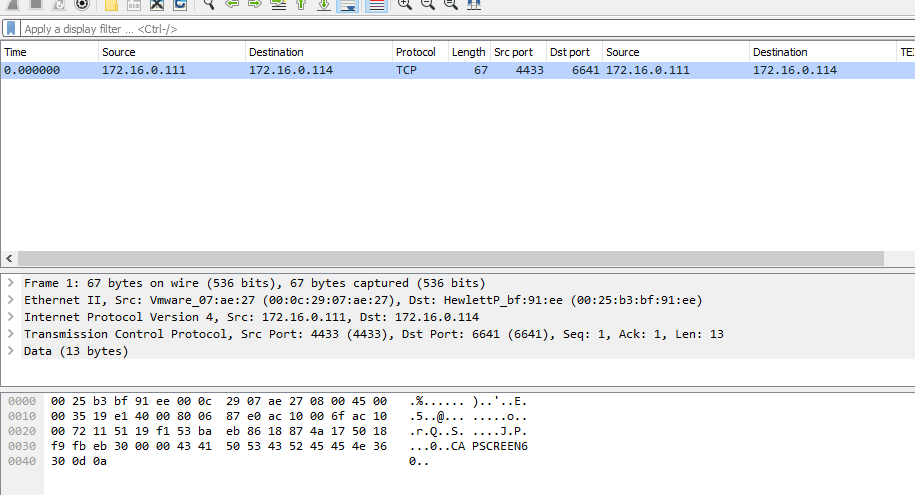 Apply a display filter ... <Ctrl-/>
Time Source Destination Protocol Length Src port Dst port Source Destination TE
0.000000 172.16.0.111 172.16.0.114 TCP 67 4433 6641 172.16.0.111 172.16.0.114
Frame 1: 67 bytes on wire (536 bits), 67 bytes captured (536 bits)
Ethernet II, Src: Vmware_07:ae:27 (00:0c:29:07:ae:27), Dst: HewlettP_bf:91:ee (00:25:b3:bf:91:ee)
Internet Protocol Version 4, Src: 172.16.0.111, Dst: 172.16.0.114
Transmission Control Protocol, Src Port: 4433 (4433), Dst Port: 6641 (6641), Seq: 1, Ack: 1, Len: 13
Data (13 bytes)
0000 00 25 b3 bf 91 ee 00 0c 29 07 ae 27 08 00 45 00 .%...... )..'..E.
0010 00 35 19 e1 40 00 80 06 87 e0 ac 10 00 6f ac 10 .5..@... .....o..
0020 00 72 11 51 19 f1 53 ba eb 86 18 87 4a 17 50 18 .r.Q..S. ....J.P.
0030 f9 fb eb 30 00 00 43 41 50 53 43 52 45 45 4e 36 ...0..CA PSCREEN6
0040 30 0d 0a 0..